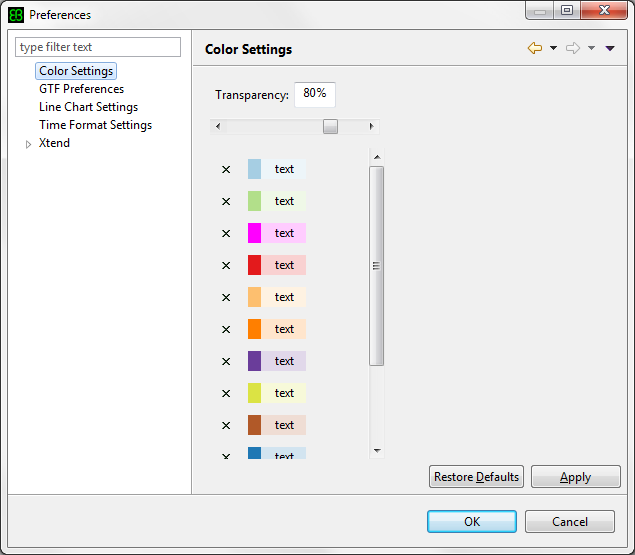 Preferences
type filter text
Color Settings
GTF Preferences
Line Chart Settings
Time Format Settings
Xtend
Color Settings
Transparency: 80%
text
text
text
text
text
text
text
text
text
text
Restore Defaults Apply
OK Cancel